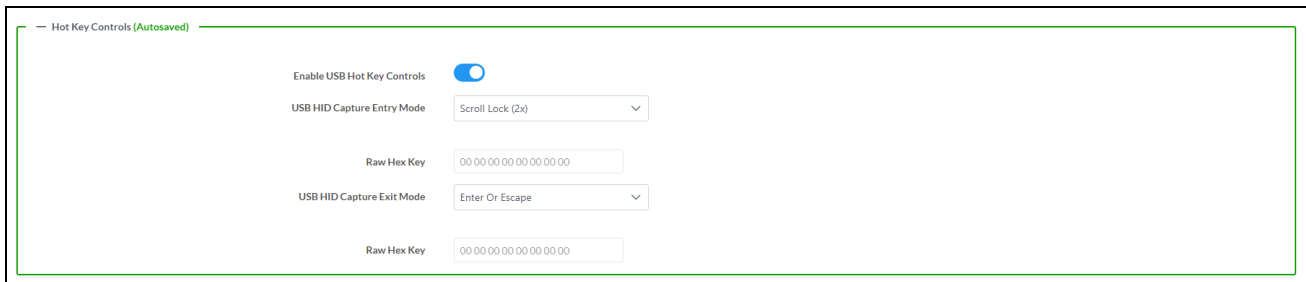 Hot Key Controls (Autosaved)
Enable USB Hot Key Controls
USB HID Capture Entry Mode Scroll Lock (2x)
Raw Hex Key 00 00 00 00 00 00 00 00
USB HID Capture Exit Mode Enter Or Escape
Raw Hex Key 00 00 00 00 00 00 00 00